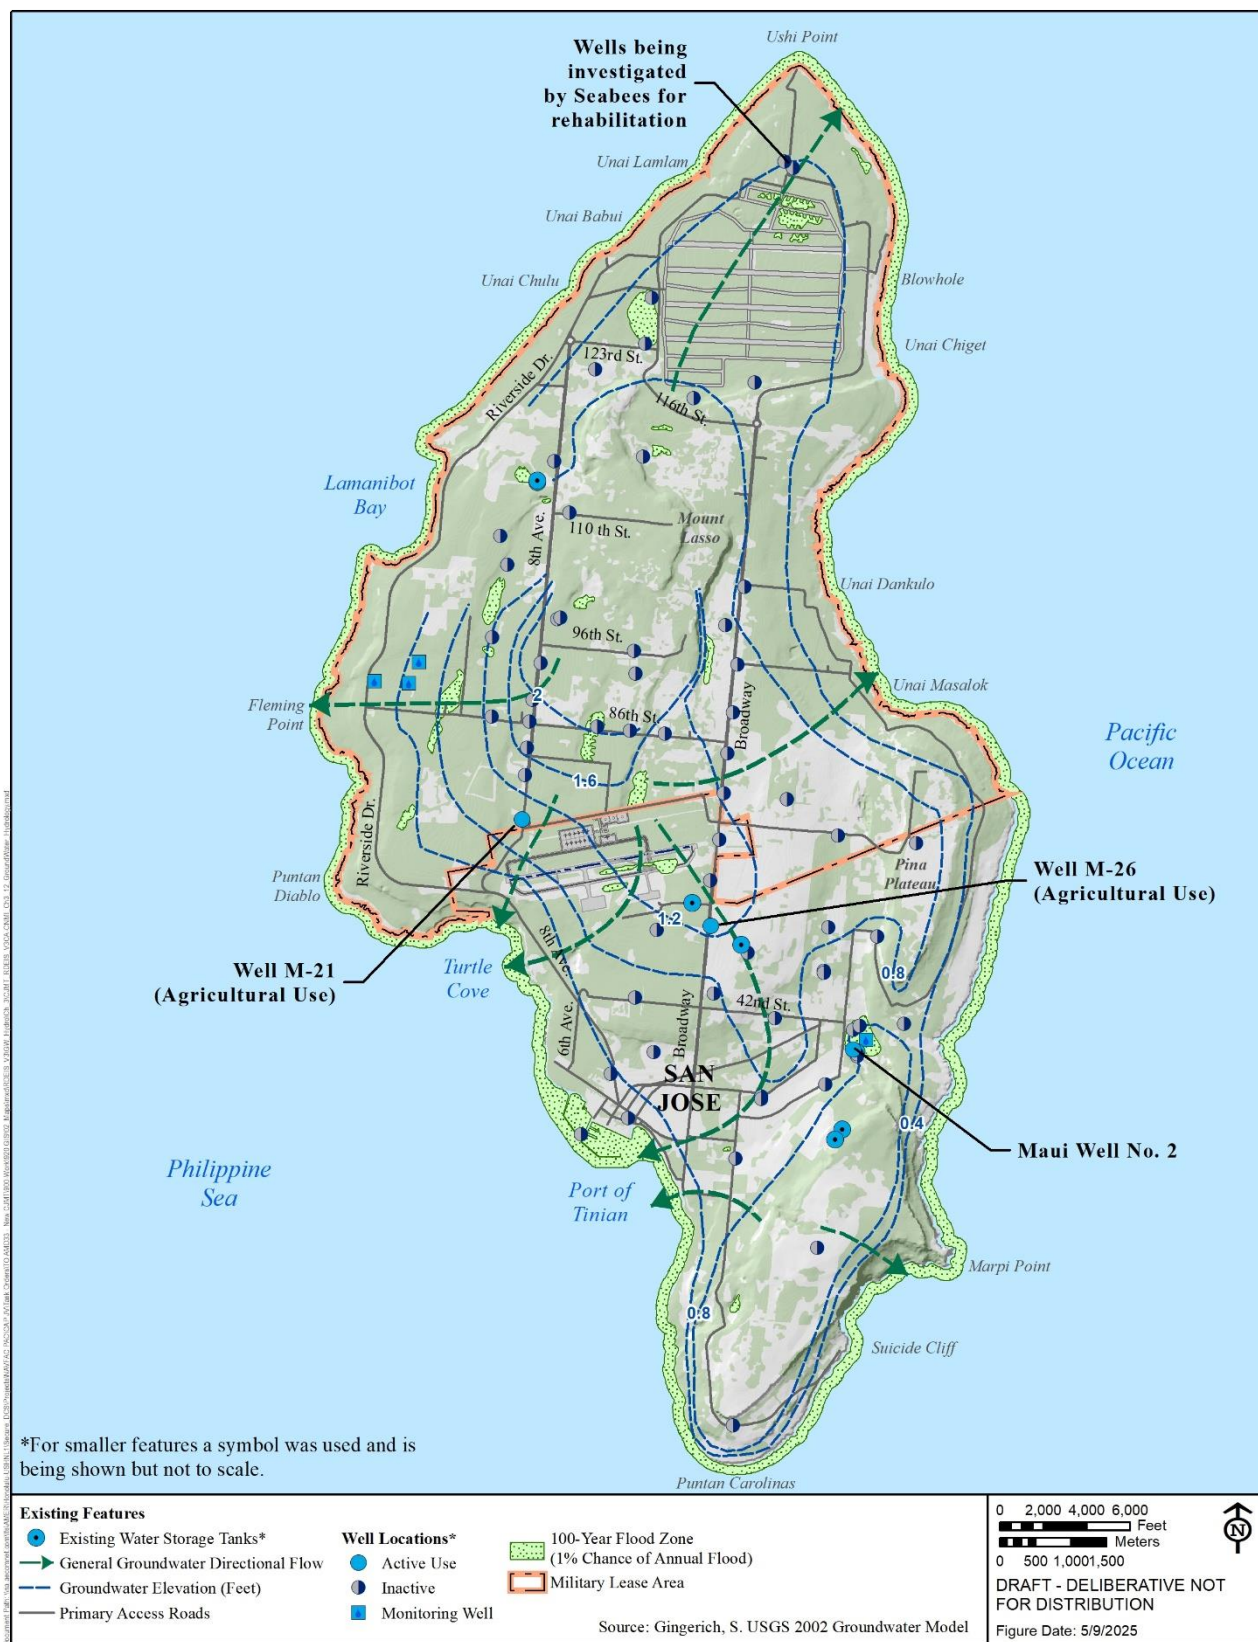 Ushi Point
Wells being
investigated
by Seabees for
rehabilitation
Unai Lamlam
Unai Babui
Unai Chulu
Blowhole
Unai Chiget
123rd St.
Riverside Dr.
116th St.
Lamanibot
Bay
8th Ave.
110 th St.
Mount
Lasso
Unai Dankulo
96th St.
Unai Masalok
Fleming
Point
2
86th St.
Broadway
Pacific
Ocean
1.6
Riverside Dr.
Puntan
Diablo
Pina
Plateau
Well M-26
(Agricultural Use)
1.2
8th Ave.
Well M-21
(Agricultural Use)
Turtle
Cove
0.8
6th Ave.
Broadway
42nd St.
SAN
JOSE
0.4
Maui Well No. 2
Philippine
Sea
Port of
Tinian
Marpi Point
0.8
Suicide Cliff
*For smaller features a symbol was used and is
being shown but not to scale.
Puntan Carolinas
Existing Features
Existing Water Storage Tanks*
General Groundwater Directional Flow
Groundwater Elevation (Feet)
Primary Access Roads
Well Locations*
Active Use
Inactive
Monitoring Well
100-Year Flood Zone
(1% Chance of Annual Flood)
Military Lease Area
Source: Gingerich, S. USGS 2002 Groundwater Model
0 2,000 4,000 6,000
Feet
Meters
0 500 1,000 1,500
N
DRAFT - DELIBERATIVE NOT
FOR DISTRIBUTION
Figure Date: 5/9/2025